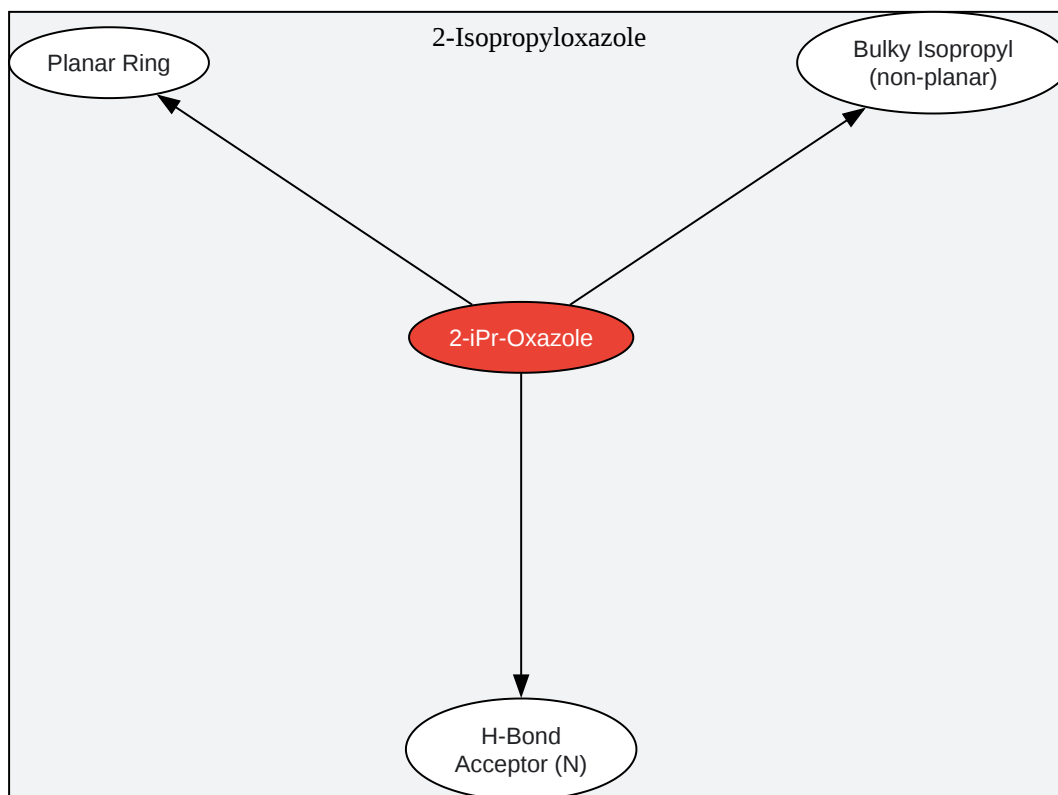 2-Isopropyloxazole
Planar Ring
Bulky Isopropyl
(non-planar)
2-iPr-Oxazole
H-Bond
Acceptor (N)